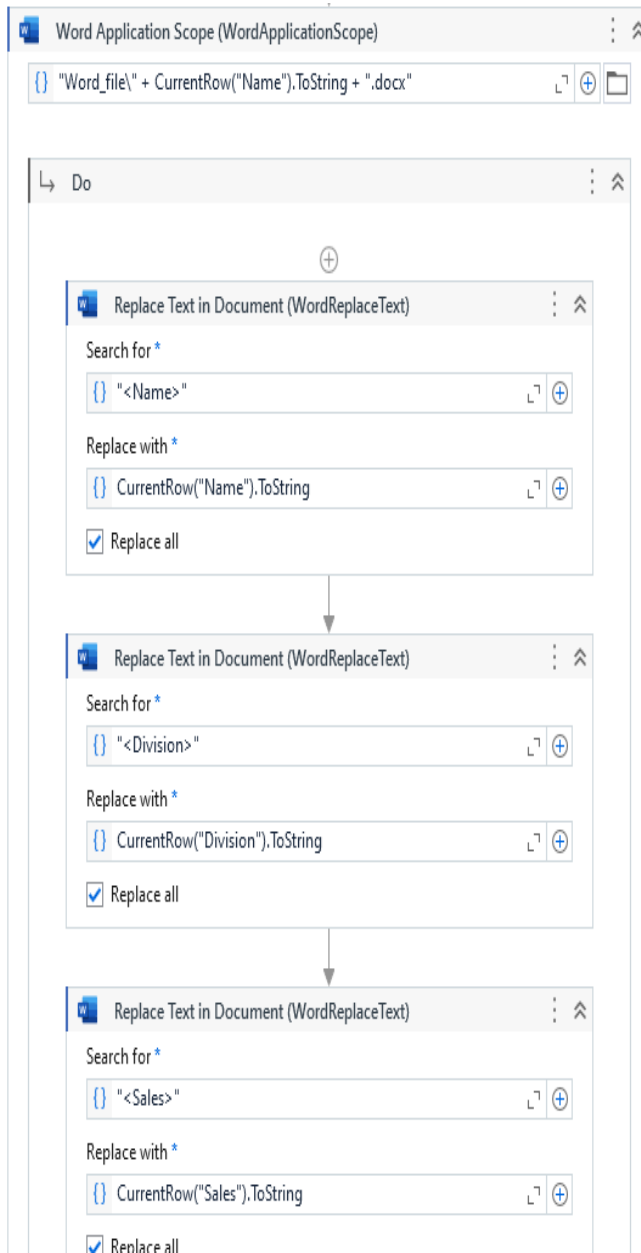 Word Application Scope (WordApplicationScope)
"Word_file\" + CurrentRow("Name").ToString + ".docx"
Do
Replace Text in Document (WordReplaceText)
Search for *
"<Name>"
Replace with *
CurrentRow("Name").ToString
Replace all
Replace Text in Document (WordReplaceText)
Search for *
"<Division>"
Replace with *
CurrentRow("Division").ToString
Replace all
Replace Text in Document (WordReplaceText)
Search for *
"<Sales>"
Replace with *
CurrentRow("Sales").ToString
Replace all